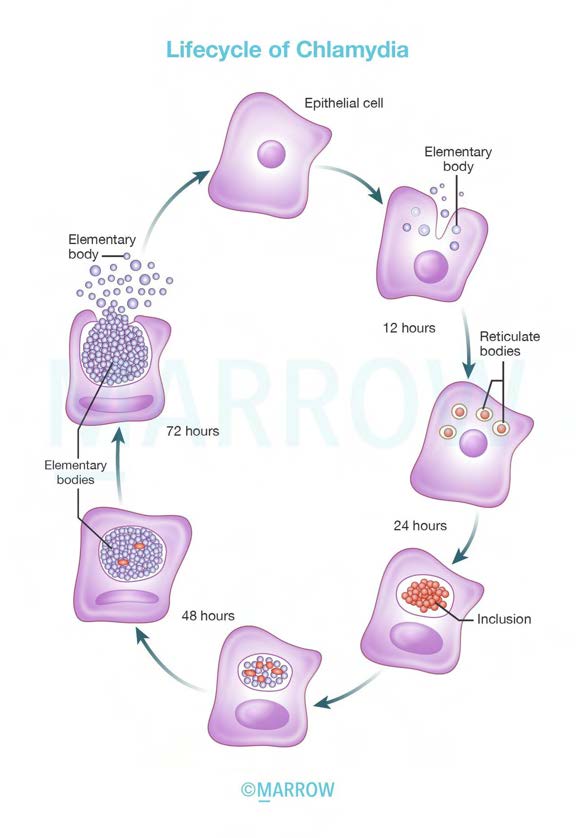 Lifecycle of Chlamydia
Epithelial cell
Elementary
body
Elementary
body
12 hours
Reticulate
bodies
MARROW
72 hours
Elementary
bodies
24 hours
48 hours
Inclusion
©MARROW